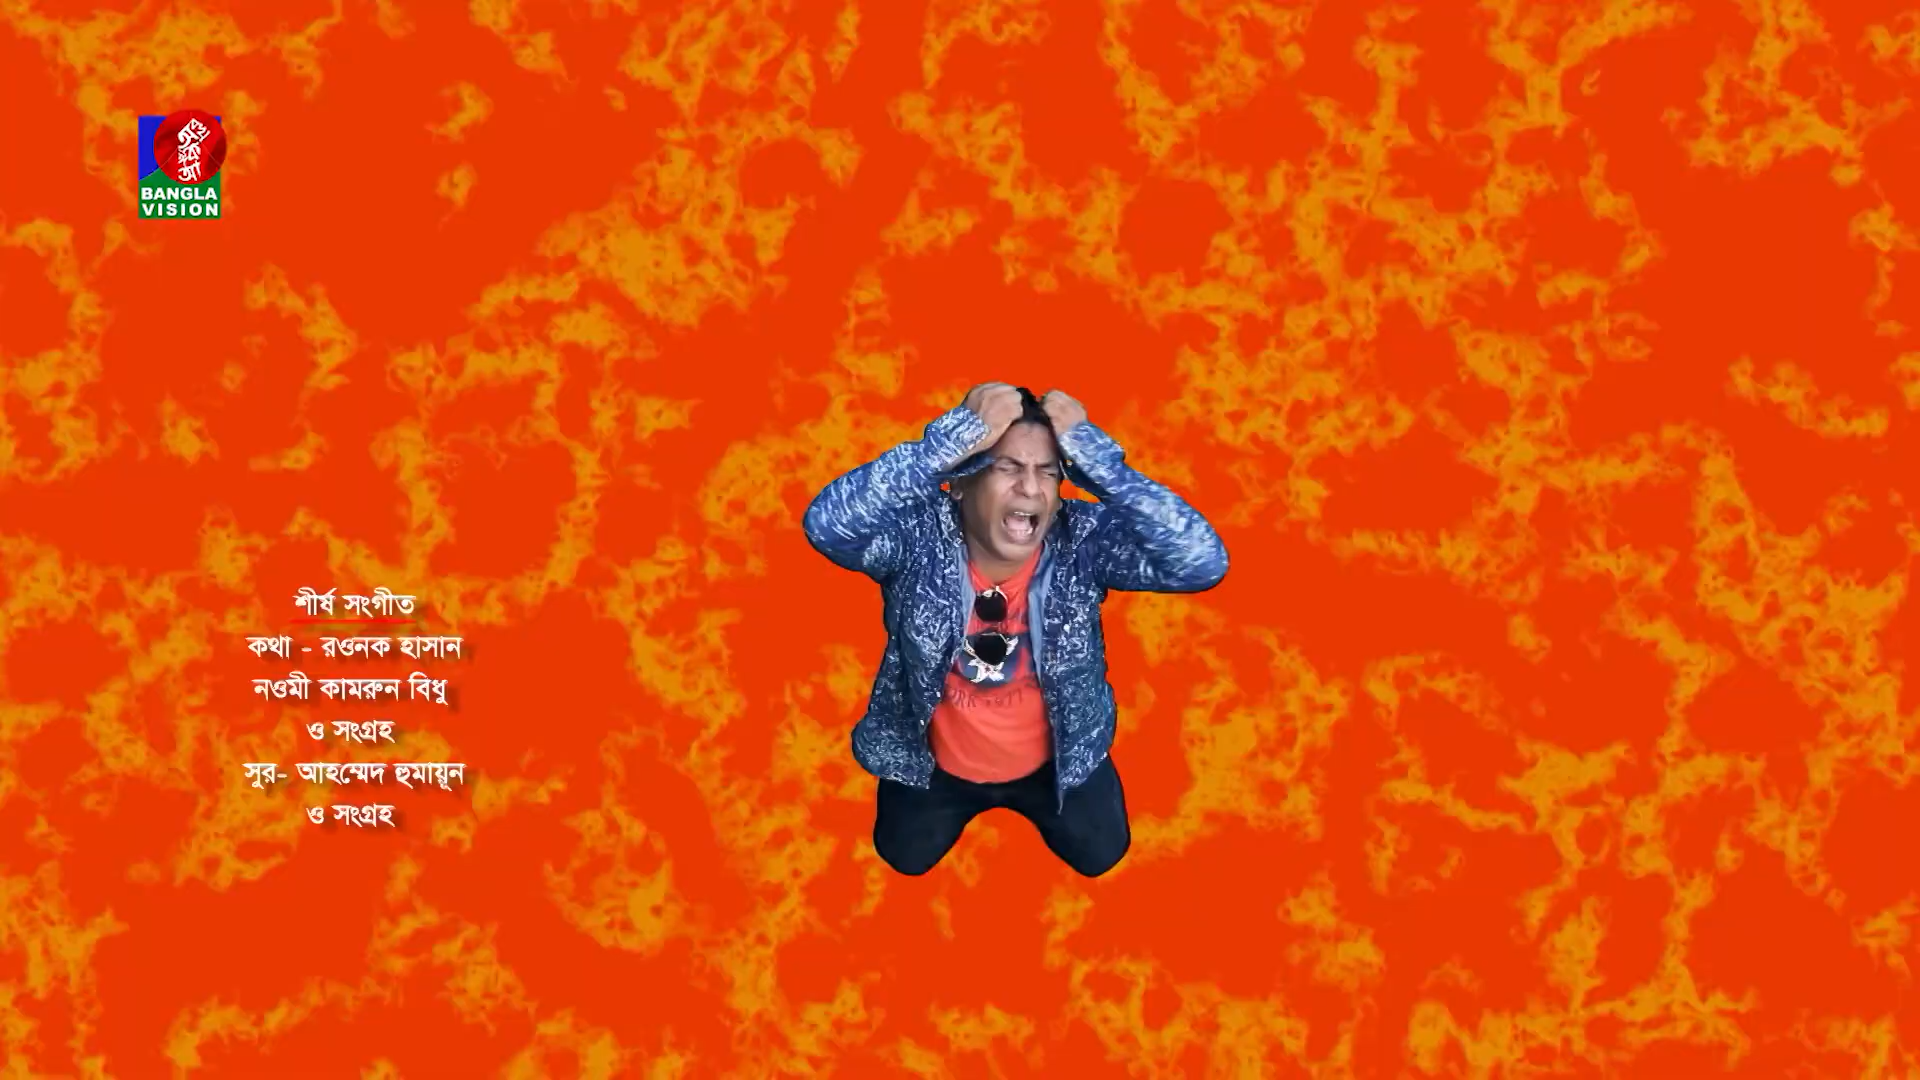 BANGLA
VISION
শীর্ষ সংগীত
কথা - রওনক হাসান
নওমী কামরুন বিধু
ও সংগ্রহ
সুর- আহম্মেদ হুমায়ূন
ও সংগ্রহ